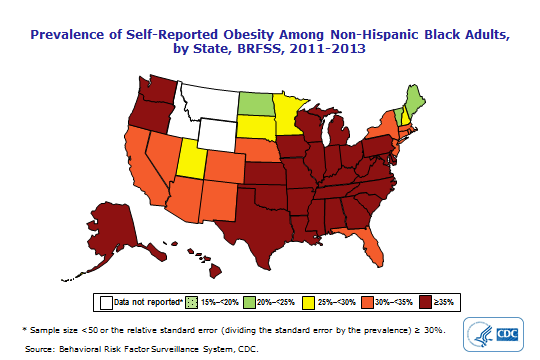 Prevalence of Self-Reported Obesity Among Non-Hispanic Black Adults,
by State, BRFSS, 2011-2013
Data not reported* 15%–<20% 20%–<25% 25%–<30% 30%–<35% ≥35%
* Sample size <50 or the relative standard error (dividing the standard error by the prevalence) ≥ 30%.
Source: Behavioral Risk Factor Surveillance System, CDC.
CDC